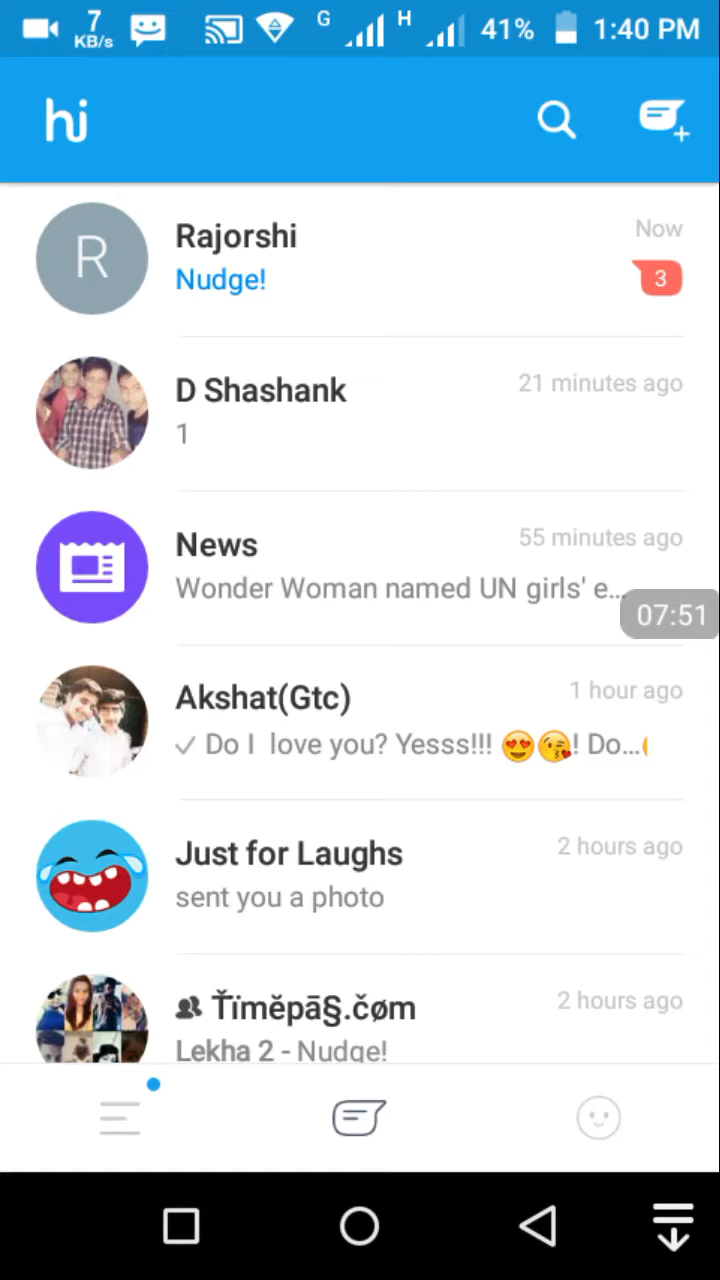 7
KB/s
G
H
41%
1:40 PM
hi
Rajorshi
Now
Nudge!
3
R
D Shashank
21 minutes ago
1
News
55 minutes ago
Wonder Woman named UN girls' e...
07:51
Akshat(Gtc)
1 hour ago
✓ Do I love you? Yesss!!! 😍😘! Do...
Just for Laughs
2 hours ago
sent you a photo
Ťïmĕpā§.čøm
2 hours ago
Lekha 2 - Nudge!